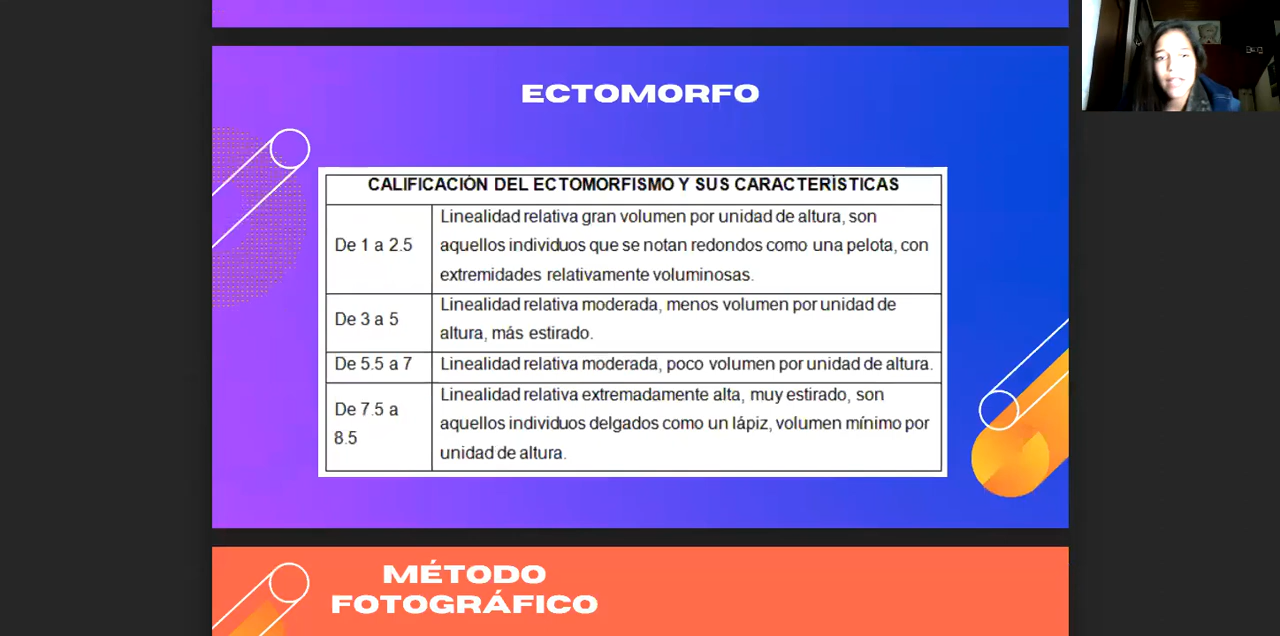 ECTOMORFO
CALIFICACIÓN DEL ECTOMORFISMO Y SUS CARACTERÍSTICAS
De 1 a 2.5
Linealidad relativa gran volumen por unidad de altura, son
aquellos individuos que se notan redondos como una pelota, con
extremidades relativamente voluminosas.
De 3 a 5
Linealidad relativa moderada, menos volumen por unidad de
altura, más estirado.
De 5.5 a 7
Linealidad relativa moderada, poco volumen por unidad de altura.
De 7.5 a
8.5
Linealidad relativa extremadamente alta, muy estirado, son
aquellos individuos delgados como un lápiz, volumen mínimo por
unidad de altura.
MÉTODO
FOTOGRÁFICO